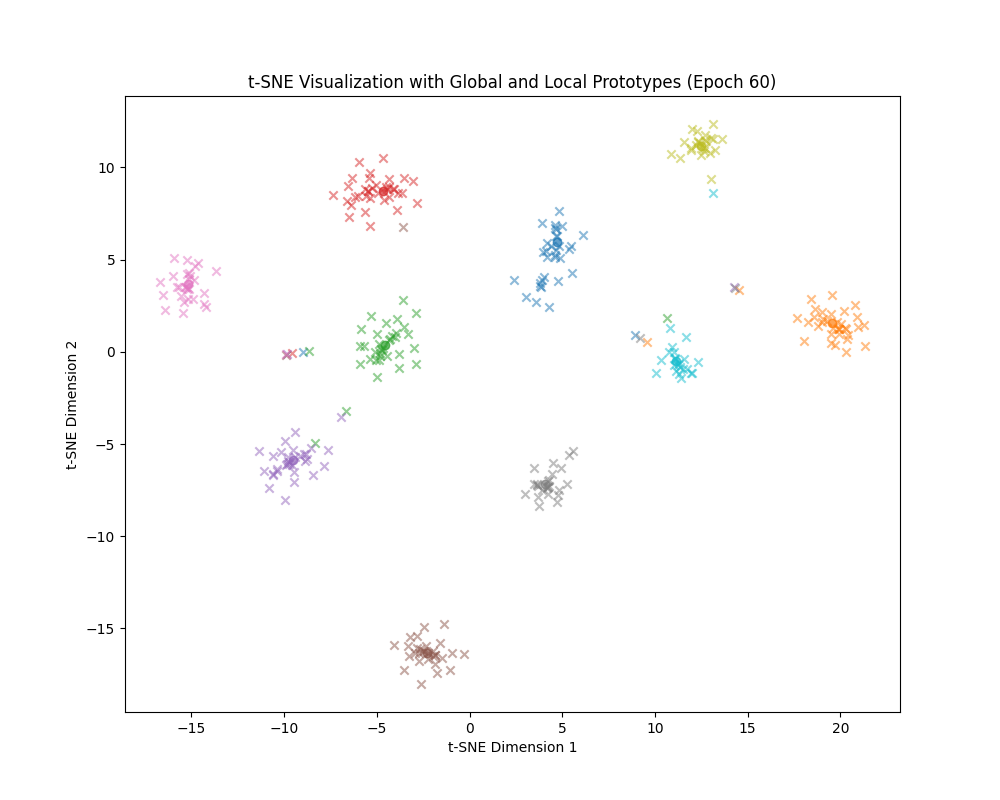 t-SNE Visualization with Global and Local Prototypes (Epoch 60)
10
5
0
−5
−10
−15
t-SNE Dimension 2
−15 −10 −5 0 5 10 15 20
t-SNE Dimension 1